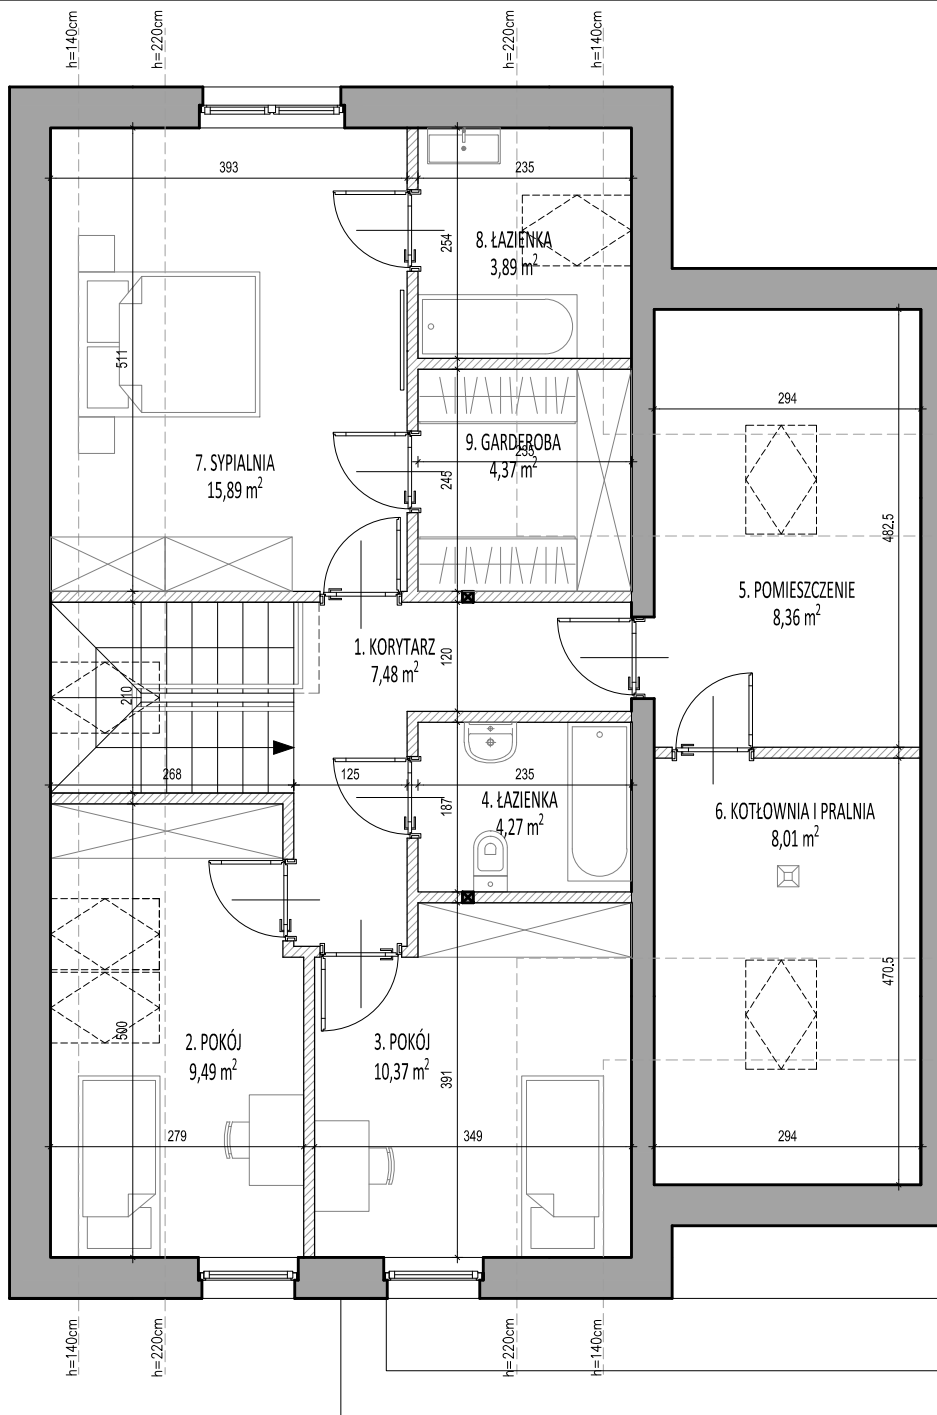 h=140cm
h=220cm
h=220cm
h=140cm
393
235
254
8. ŁAZIENKA
3,89 m²
511
294
7. SYPIALNIA
15,89 m²
9. GARDEROBA
235
4,37 m²
245
482.5
5. POMIESZCZENIE
8,36 m²
1. KORYTARZ
7,48 m²
120
210
268
125
235
187
4. ŁAZIENKA
4,27 m²
6. KOTŁOWNIA I PRALNIA
8,01 m²
470.5
500
2. POKÓJ
9,49 m²
3. POKÓJ
10,37 m²
391
279
349
294
h=140cm
h=220cm
h=220cm
h=140cm